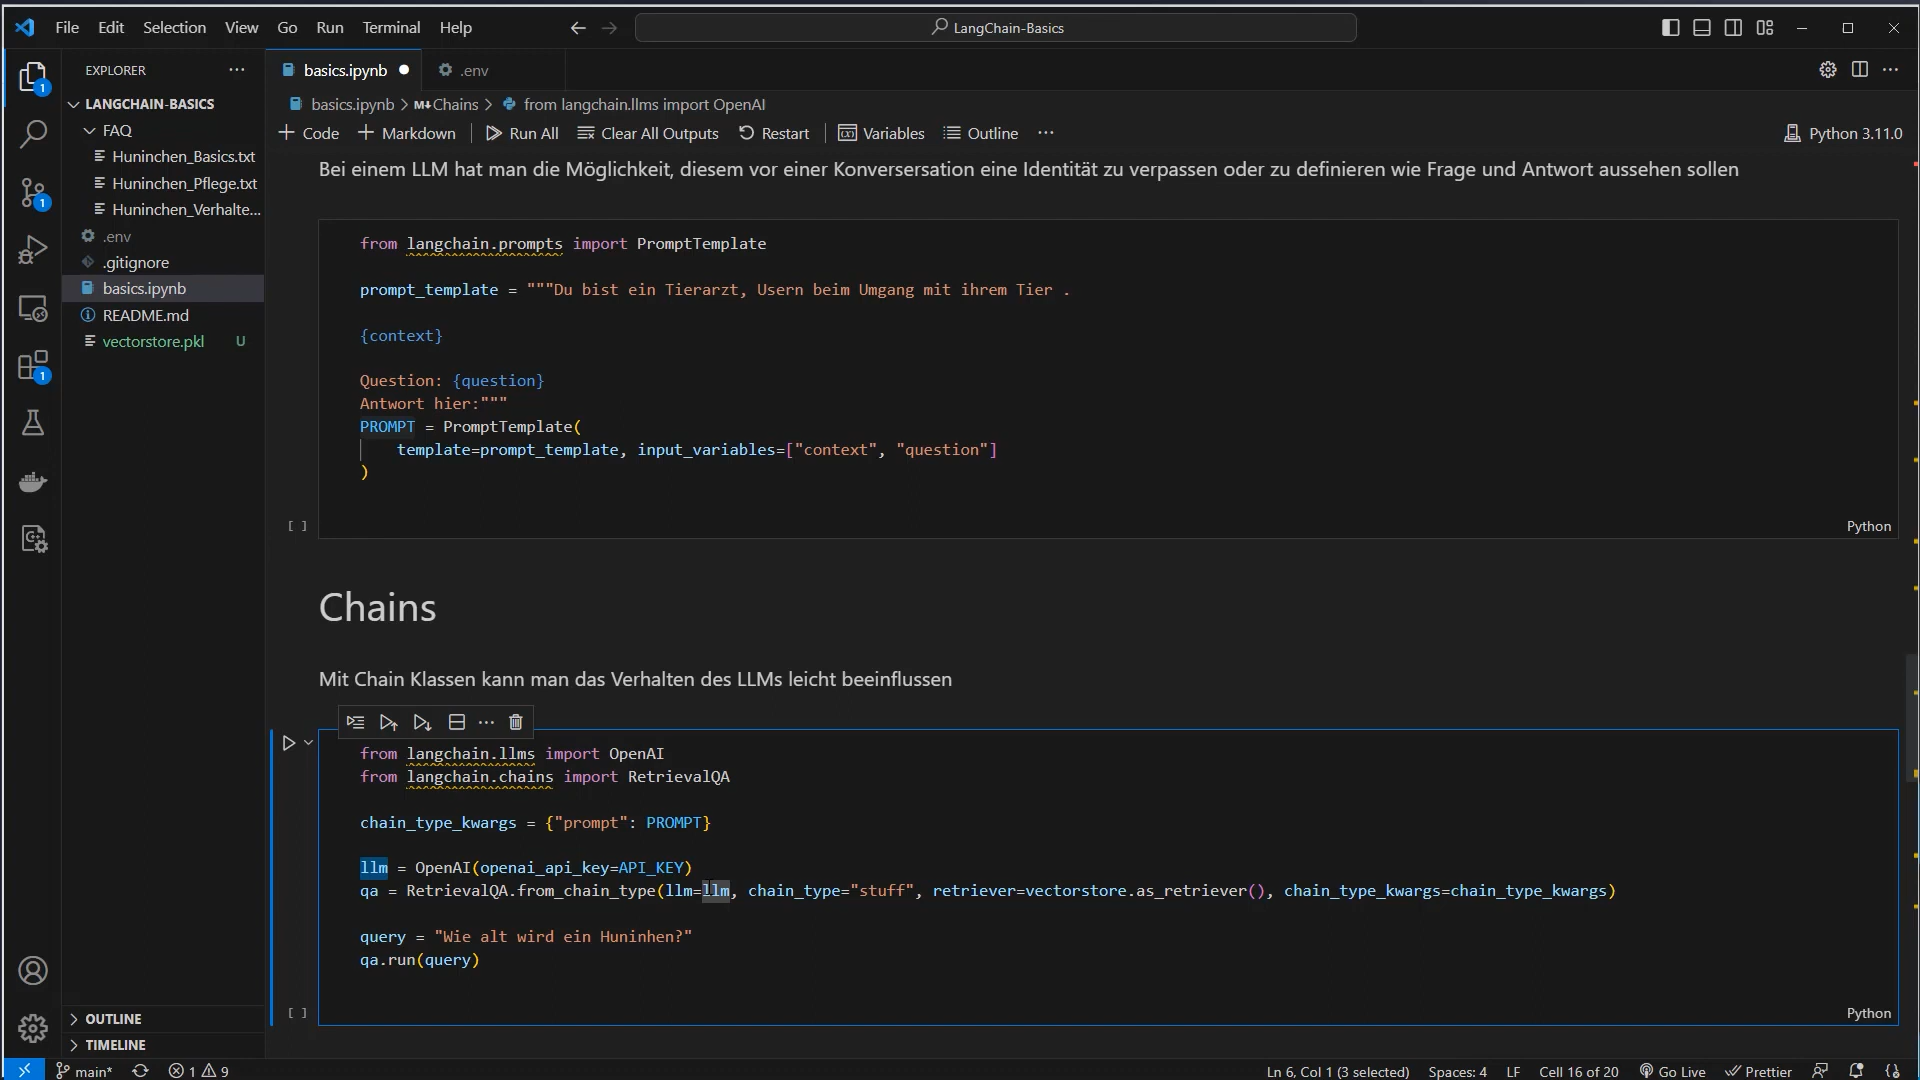 File Edit Selection View Go Run Terminal Help
LangChain-Basics
EXPLORER
LANGCHAIN-BASICS
FAQ
Huninchen_Basics.txt
Huninchen_Pflege.txt
Huninchen_Verhalte...
.env
.gitignore
basics.ipynb
README.md
vectorstore.pkl U
OUTLINE
TIMELINE
1
1
1
basics.ipynb
.env
basics.ipynb > M↓ Chains > from langchain.llms import OpenAI
+ Code + Markdown Run All Clear All Outputs Restart Variables Outline ...
Python 3.11.0
Bei einem LLM hat man die Möglichkeit, diesem vor einer Konversersation eine Identität zu verpassen oder zu definieren wie Frage und Antwort aussehen sollen
from langchain.prompts import PromptTemplate
prompt_template = """Du bist ein Tierarzt, Usern beim Umgang mit ihrem Tier .
{context}
Question: {question}
Antwort hier:"""
PROMPT = PromptTemplate(
template=prompt_template, input_variables=["context", "question"]
)
[ ]
Python
Chains
Mit Chain Klassen kann man das Verhalten des LLMs leicht beeinflussen
from langchain.llms import OpenAI
from langchain.chains import RetrievalQA
chain_type_kwargs = {"prompt": PROMPT}
llm = OpenAI(openai_api_key=API_KEY)
qa = RetrievalQA.from_chain_type(llm=llm, chain_type="stuff", retriever=vectorstore.as_retriever(), chain_type_kwargs=chain_type_kwargs)
query = "Wie alt wird ein Huninhen?"
qa.run(query)
[ ]
Python
main* 1 9
Ln 6, Col 1 (3 selected) Spaces: 4 LF Cell 16 of 20 Go Live Prettier